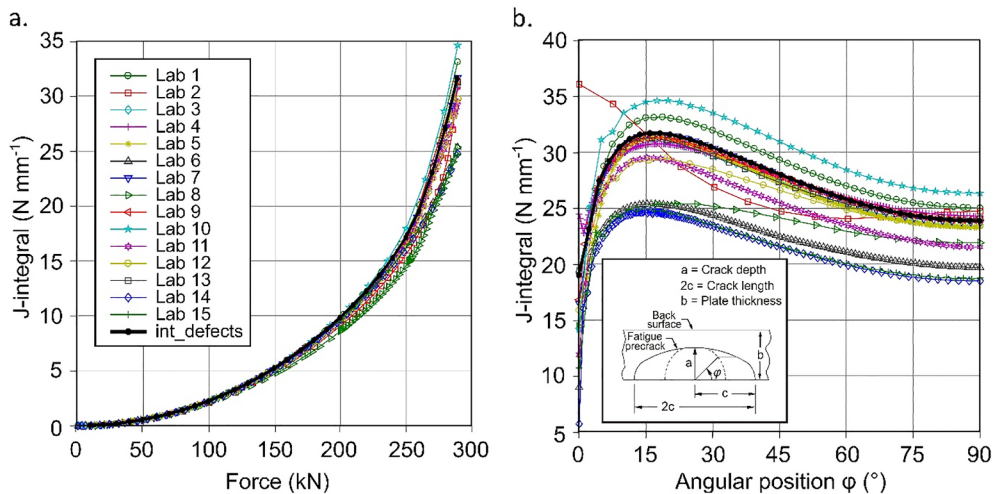 a.
J-integral (N mm⁻¹)
35
30
25
20
15
10
5
0
Lab 1
Lab 2
Lab 3
Lab 4
Lab 5
Lab 6
Lab 7
Lab 8
Lab 9
Lab 10
Lab 11
Lab 12
Lab 13
Lab 14
Lab 15
int_defects
0 50 100 150 200 250 300
Force (kN)
b.
J-integral (N mm⁻¹)
40
35
30
25
20
15
10
5
a = Crack depth
2c = Crack length
b = Plate thickness
Back
surface
Fatigue
precrack
a
φ
b
c
2c
0 15 30 45 60 75 90
Angular position φ (°)